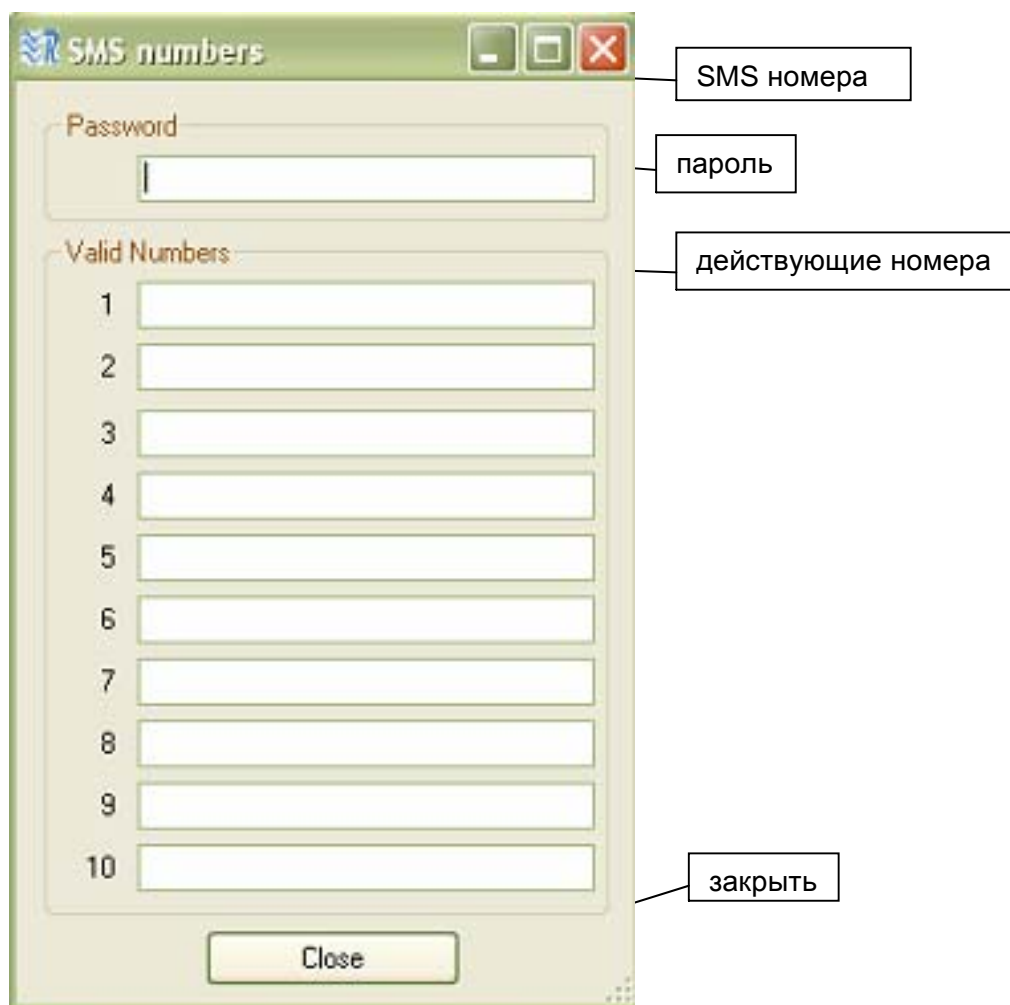 SMS numbers
SMS номера
Password
пароль
Valid Numbers
действующие номера
1
2
3
4
5
6
7
8
9
10
закрыть
Close